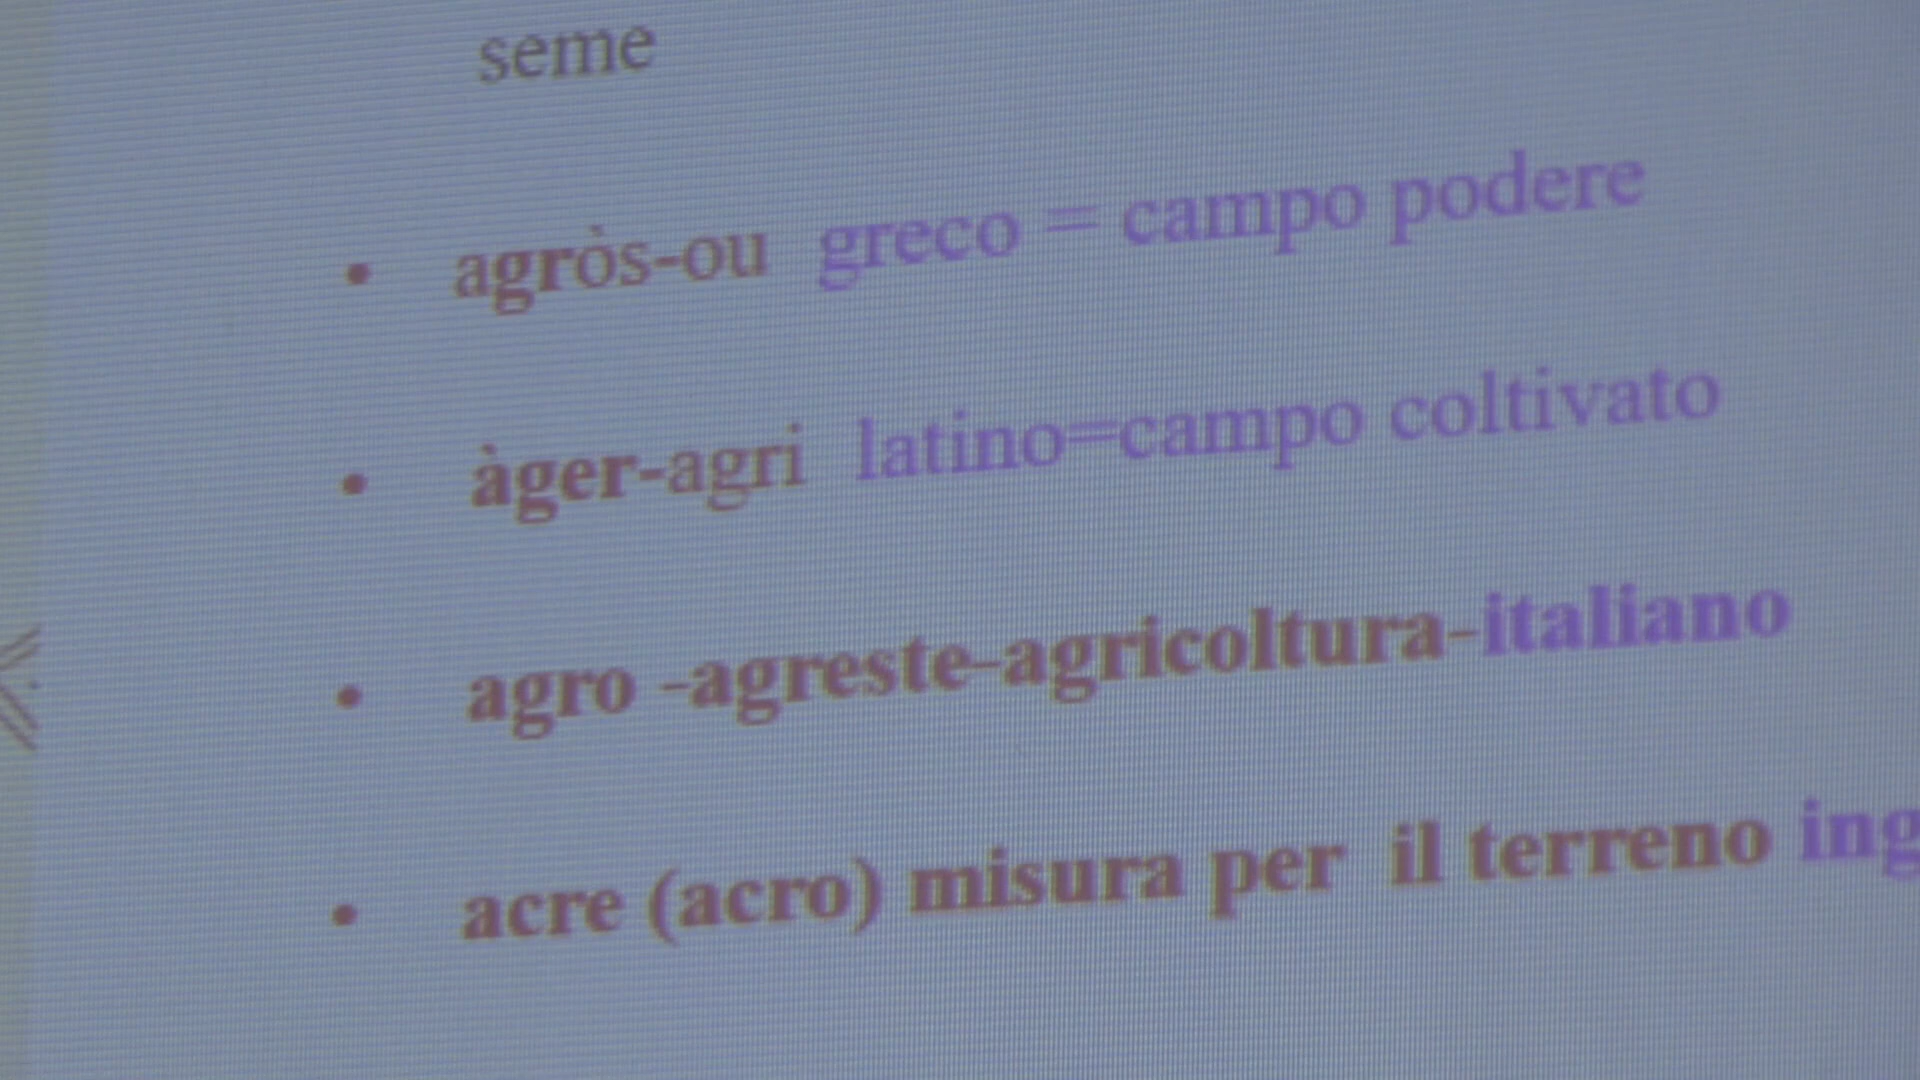 seme
• agròs-ou greco = campo podere
• àger-agri latino=campo coltivato
• agro -agreste-agricoltura-italiano
• acre (acro) misura per il terreno ing